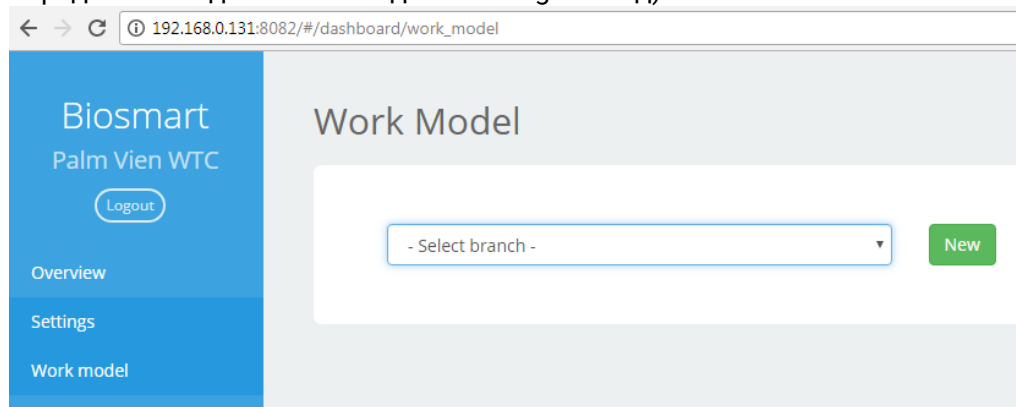 192.168.0.131:8082/#/dashboard/work_model
Biosmart
Palm Vien WTC
Logout
Overview
Settings
Work model
Work Model
- Select branch -
New